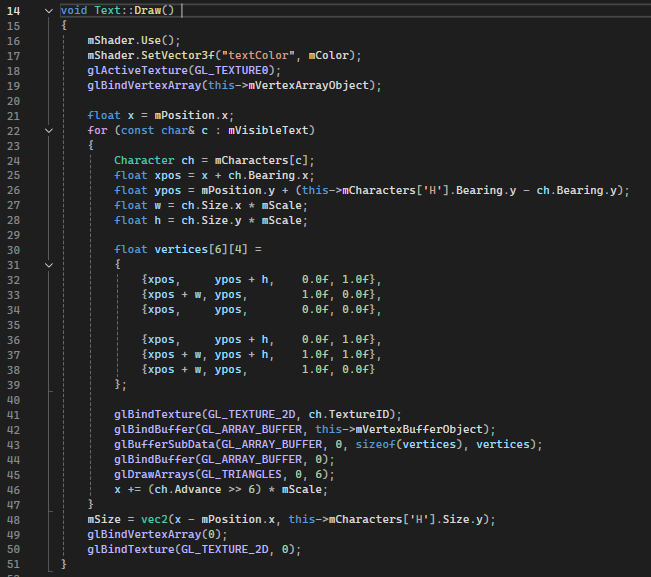 14 void Text::Draw()
15 {
16 mShader.Use();
17 mShader.SetVector3f("textColor", mColor);
18 glActiveTexture(GL_TEXTURE0);
19 glBindVertexArray(this->mVertexArrayObject);
20
21 float x = mPosition.x;
22 for (const char& c : mVisibleText)
23 {
24 Character ch = mCharacters[c];
25 float xpos = x + ch.Bearing.x;
26 float ypos = mPosition.y + (this->mCharacters['H'].Bearing.y - ch.Bearing.y);
27 float w = ch.Size.x * mScale;
28 float h = ch.Size.y * mScale;
29
30 float vertices[6][4] =
31 {
32 {xpos,     ypos + h,    0.0f, 1.0f},
33 {xpos + w, ypos,        1.0f, 0.0f},
34 {xpos,     ypos,        0.0f, 0.0f},
35
36 {xpos,     ypos + h,    0.0f, 1.0f},
37 {xpos + w, ypos + h,    1.0f, 1.0f},
38 {xpos + w, ypos,        1.0f, 0.0f}
39 };
40
41 glBindTexture(GL_TEXTURE_2D, ch.TextureID);
42 glBindBuffer(GL_ARRAY_BUFFER, this->mVertexBufferObject);
43 glBufferSubData(GL_ARRAY_BUFFER, 0, sizeof(vertices), vertices);
44 glBindBuffer(GL_ARRAY_BUFFER, 0);
45 glDrawArrays(GL_TRIANGLES, 0, 6);
46 x += (ch.Advance >> 6) * mScale;
47 }
48 mSize = vec2(x - mPosition.x, this->mCharacters['H'].Size.y);
49 glBindVertexArray(0);
50 glBindTexture(GL_TEXTURE_2D, 0);
51 }